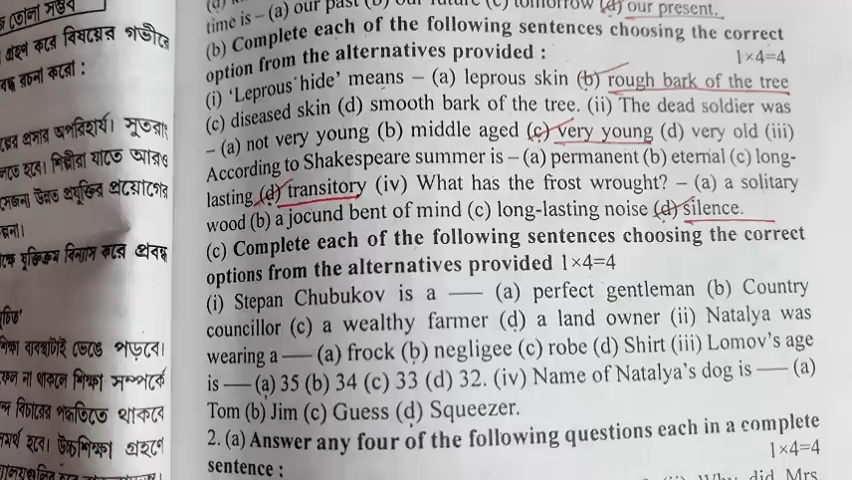 জ তোলা সম্ভব
গ্রহণ করে বিষয়ের গভীরে
বন্ধ রচনা করো :
প্রসার অপরিহার্য। সুতরাং
হবে। শিল্পীরা যাতে আরও
উন্নত প্রযুক্তির প্রয়োগের
যুক্তিক্রম বিন্যাস করে প্রবন্ধ
শিক্ষা ব্যবস্থাটাই ভেঙে পড়বে।
না থাকলে শিক্ষা সম্পর্কে
বিচারের পদ্ধতিতে থাকবে
সমর্থ হবে। উচ্চশিক্ষা গ্রহণে
time is – (a) our past (b) our future (c) tomorrow (d) our present.
(b) Complete each of the following sentences choosing the correct
option from the alternatives provided : 1×4=4
(i) 'Leprous hide' means – (a) leprous skin (b) rough bark of the tree
(c) diseased skin (d) smooth bark of the tree. (ii) The dead soldier was
– (a) not very young (b) middle aged (c) very young (d) very old (iii)
According to Shakespeare summer is – (a) permanent (b) eternal (c) long-
lasting (d) transitory (iv) What has the frost wrought? – (a) a solitary
wood (b) a jocund bent of mind (c) long-lasting noise (d) silence.
(c) Complete each of the following sentences choosing the correct
options from the alternatives provided 1×4=4
(i) Stepan Chubukov is a — (a) perfect gentleman (b) Country
councillor (c) a wealthy farmer (d) a land owner (ii) Natalya was
wearing a — (a) frock (b) negligee (c) robe (d) Shirt (iii) Lomov's age
is — (a) 35 (b) 34 (c) 33 (d) 32. (iv) Name of Natalya's dog is — (a)
Tom (b) Jim (c) Guess (d) Squeezer.
2. (a) Answer any four of the following questions each in a complete
sentence : 1×4=4
Why did Mrs